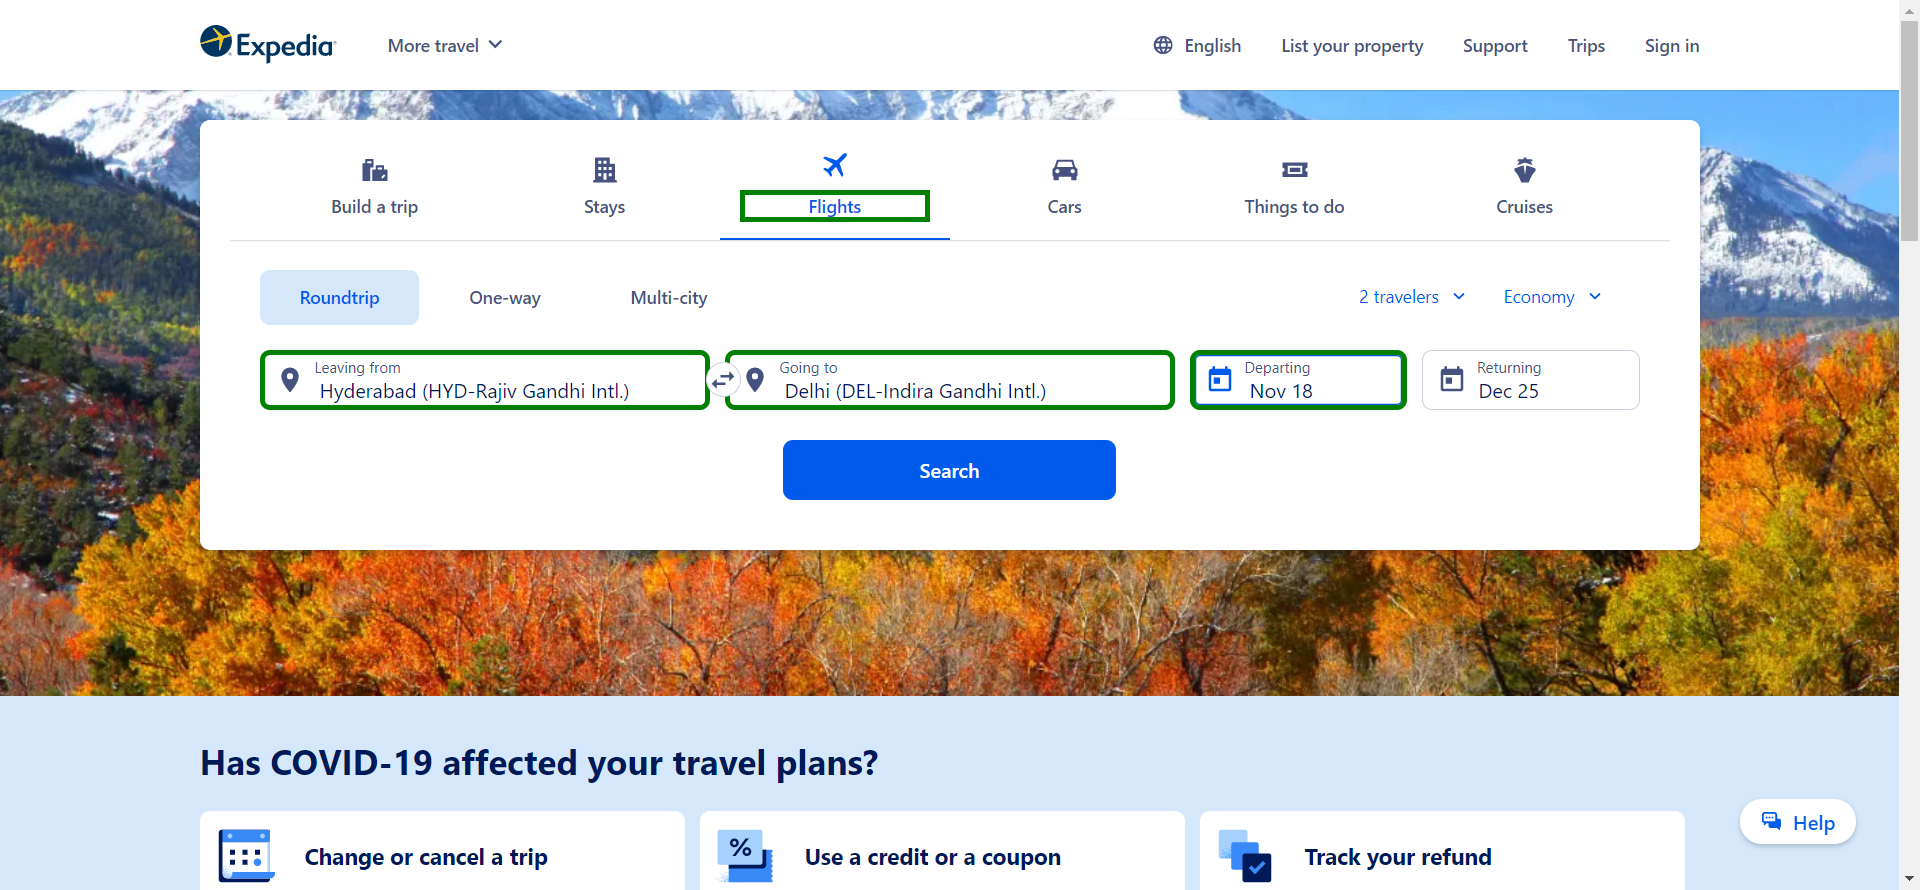 Expedia
More travel
English
List your property
Support
Trips
Sign in
Build a trip
Stays
Flights
Cars
Things to do
Cruises
Roundtrip
One-way
Multi-city
2 travelers
Economy
Leaving from
Hyderabad (HYD-Rajiv Gandhi Intl.)
Going to
Delhi (DEL-Indira Gandhi Intl.)
Departing
Nov 18
Returning
Dec 25
Search
Has COVID-19 affected your travel plans?
Change or cancel a trip
%
Use a credit or a coupon
Track your refund
Help